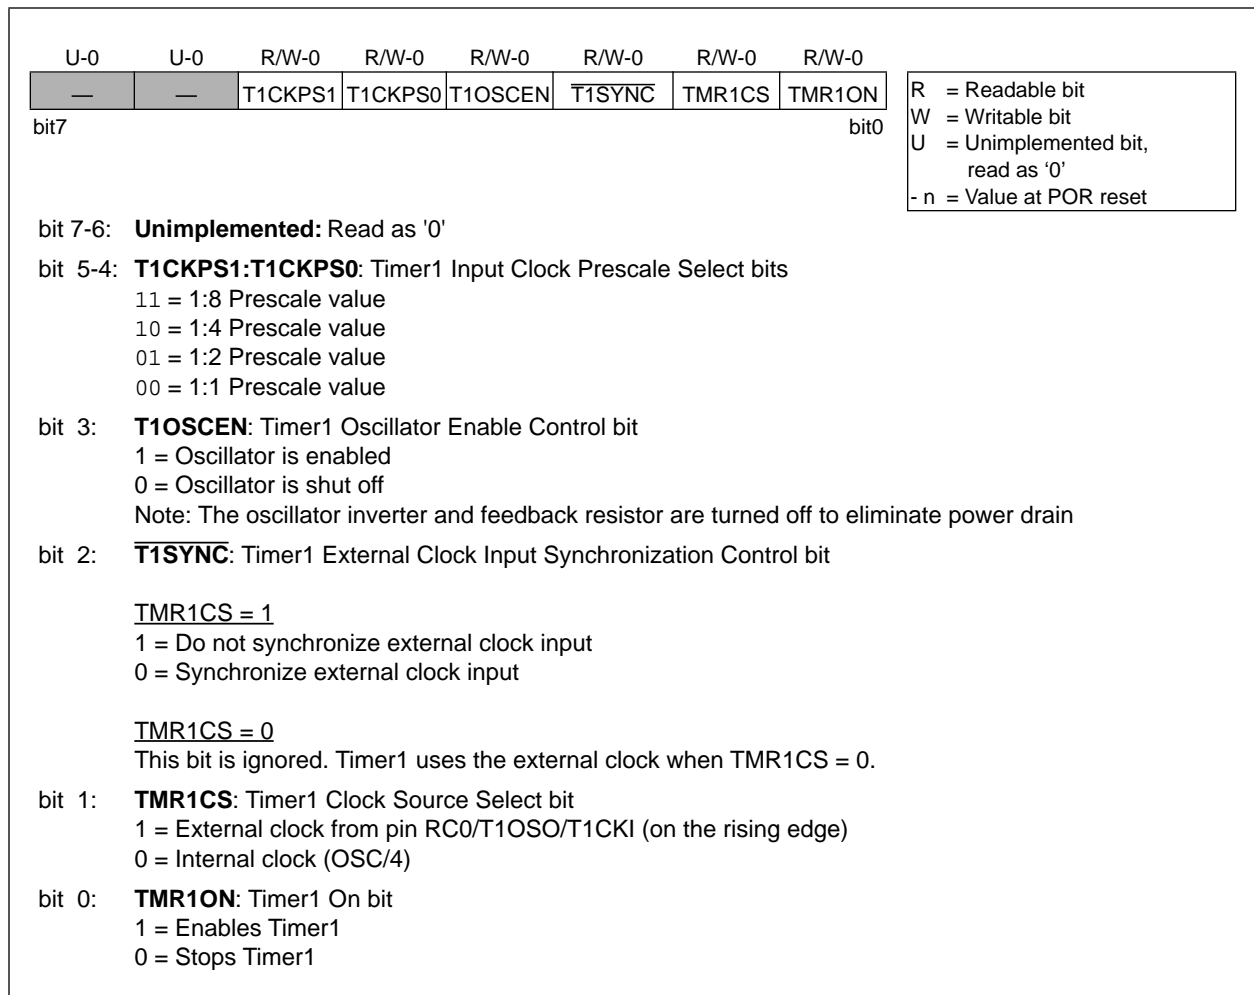 U-0 U-0 R/W-0 R/W-0 R/W-0 R/W-0 R/W-0 R/W-0
— — T1CKPS1 T1CKPS0 T1OSCEN T1SYNC TMR1CS TMR1ON
bit7 bit0
R = Readable bit
W = Writable bit
U = Unimplemented bit,
read as ‘0’
- n = Value at POR reset
bit 7-6: Unimplemented: Read as '0'
bit 5-4: T1CKPS1:T1CKPS0: Timer1 Input Clock Prescale Select bits
11 = 1:8 Prescale value
10 = 1:4 Prescale value
01 = 1:2 Prescale value
00 = 1:1 Prescale value
bit 3: T1OSCEN: Timer1 Oscillator Enable Control bit
1 = Oscillator is enabled
0 = Oscillator is shut off
Note: The oscillator inverter and feedback resistor are turned off to eliminate power drain
bit 2: T1SYNC: Timer1 External Clock Input Synchronization Control bit
TMR1CS = 1
1 = Do not synchronize external clock input
0 = Synchronize external clock input
TMR1CS = 0
This bit is ignored. Timer1 uses the external clock when TMR1CS = 0.
bit 1: TMR1CS: Timer1 Clock Source Select bit
1 = External clock from pin RC0/T1OSO/T1CKI (on the rising edge)
0 = Internal clock (OSC/4)
bit 0: TMR1ON: Timer1 On bit
1 = Enables Timer1
0 = Stops Timer1